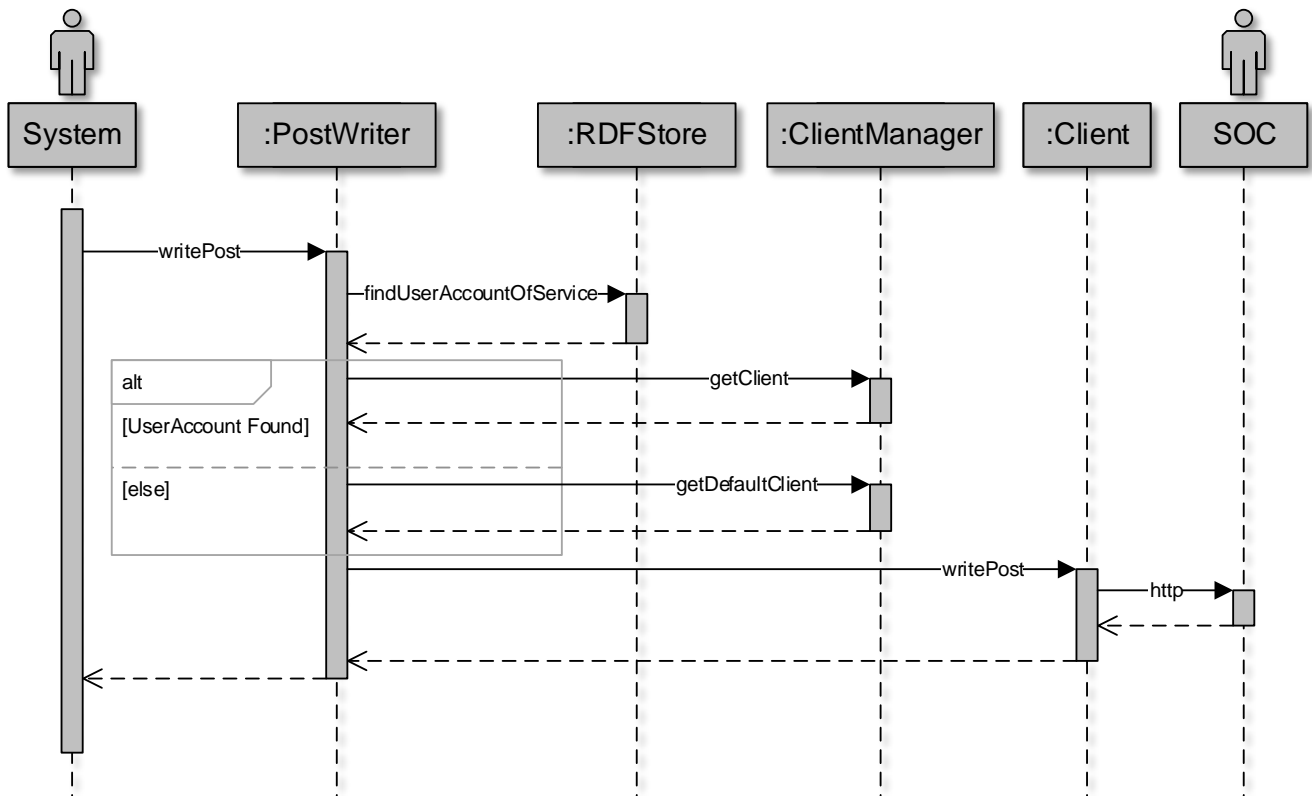 System
:PostWriter
:RDFStore
:ClientManager
:Client
SOC
writePost
findUserAccountOfService
alt
getClient
[UserAccount Found]
[else]
getDefaultClient
writePost
http